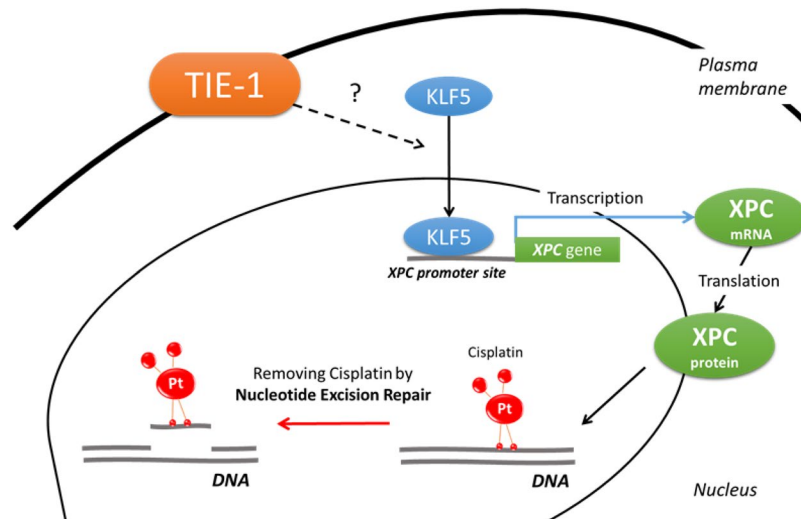 Plasma
membrane
TIE-1
?
KLF5
Transcription
XPC
mRNA
KLF5
XPC gene
XPC promoter site
Translation
XPC
protein
Cisplatin
Pt
Removing Cisplatin by
Nucleotide Excision Repair
Pt
DNA
DNA
Nucleus